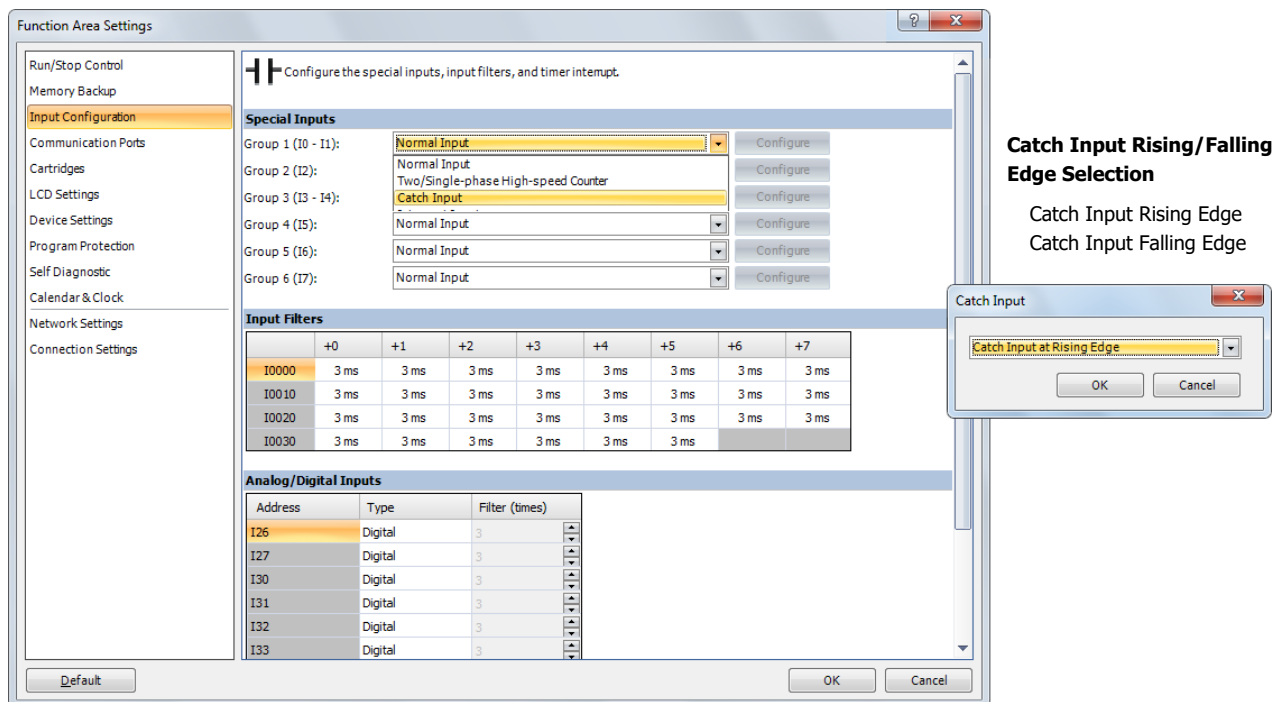 Function Area Settings
Run/Stop Control
Memory Backup
Input Configuration
Communication Ports
Cartridges
LCD Settings
Device Settings
Program Protection
Self Diagnostic
Calendar & Clock
Network Settings
Connection Settings
Configure the special inputs, input filters, and timer interrupt.
Special Inputs
Group 1 (I0 - I1): Normal Input Configure
Normal Input
Group 2 (I2): Configure
Two/Single-phase High-speed Counter
Group 3 (I3 - I4): Catch Input Configure
Group 4 (I5): Normal Input Configure
Group 5 (I6): Normal Input Configure
Group 6 (I7): Normal Input Configure
Input Filters
+0 +1 +2 +3 +4 +5 +6 +7
I0000 3 ms 3 ms 3 ms 3 ms 3 ms 3 ms 3 ms 3 ms
I0010 3 ms 3 ms 3 ms 3 ms 3 ms 3 ms 3 ms 3 ms
I0020 3 ms 3 ms 3 ms 3 ms 3 ms 3 ms 3 ms 3 ms
I0030 3 ms 3 ms 3 ms 3 ms 3 ms 3 ms
Analog/Digital Inputs
Address Type Filter (times)
I26 Digital 3
I27 Digital 3
I30 Digital 3
I31 Digital 3
I32 Digital 3
I33 Digital 3
Default OK Cancel
Catch Input Rising/Falling
Edge Selection
Catch Input Rising Edge
Catch Input Falling Edge
Catch Input
Catch Input at Rising Edge
OK Cancel